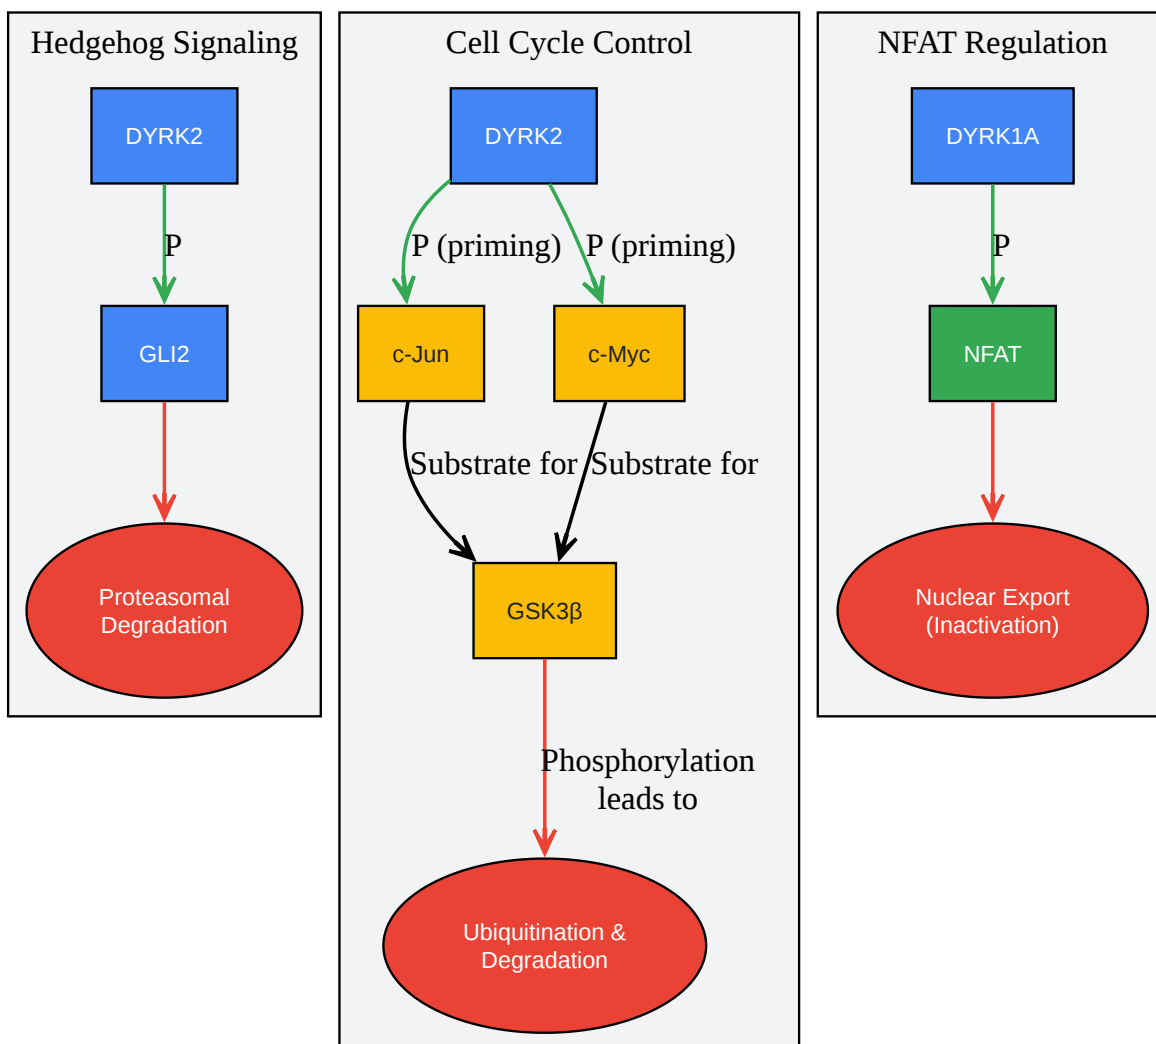 Hedgehog Signaling
DYRK2
P
GLI2
Proteasomal
Degradation
Cell Cycle Control
DYRK2
P (priming)
P (priming)
c-Jun
c-Myc
Substrate for
Substrate for
GSK3β
Phosphorylation
leads to
Ubiquitination &
Degradation
NFAT Regulation
DYRK1A
P
NFAT
Nuclear Export
(Inactivation)